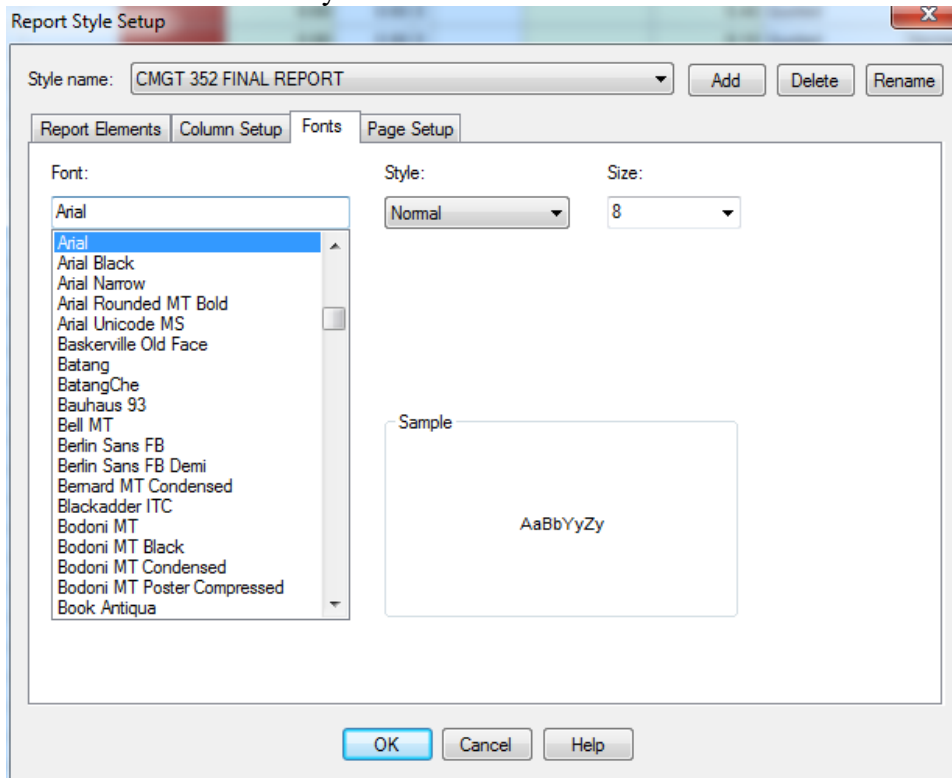 Report Style Setup
Style name: CMGT 352 FINAL REPORT Add Delete Rename
Report Elements Column Setup Fonts Page Setup
Font: Style: Size:
Arial Normal 8
Arial
Arial Black
Arial Narrow
Arial Rounded MT Bold
Arial Unicode MS
Baskerville Old Face
Batang
BatangChe
Bauhaus 93
Bell MT
Berlin Sans FB
Berlin Sans FB Demi
Bernard MT Condensed
Blackadder ITC
Bodoni MT
Bodoni MT Black
Bodoni MT Condensed
Bodoni MT Poster Compressed
Book Antiqua
Sample
AaBbYyZy
OK Cancel Help